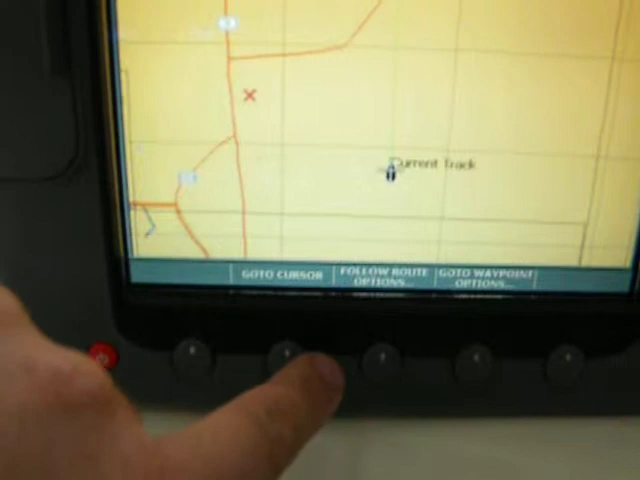 Current Track
GOTO CURSOR
FOLLOW ROUTE
OPTIONS...
GOTO WAYPOINT
OPTIONS...